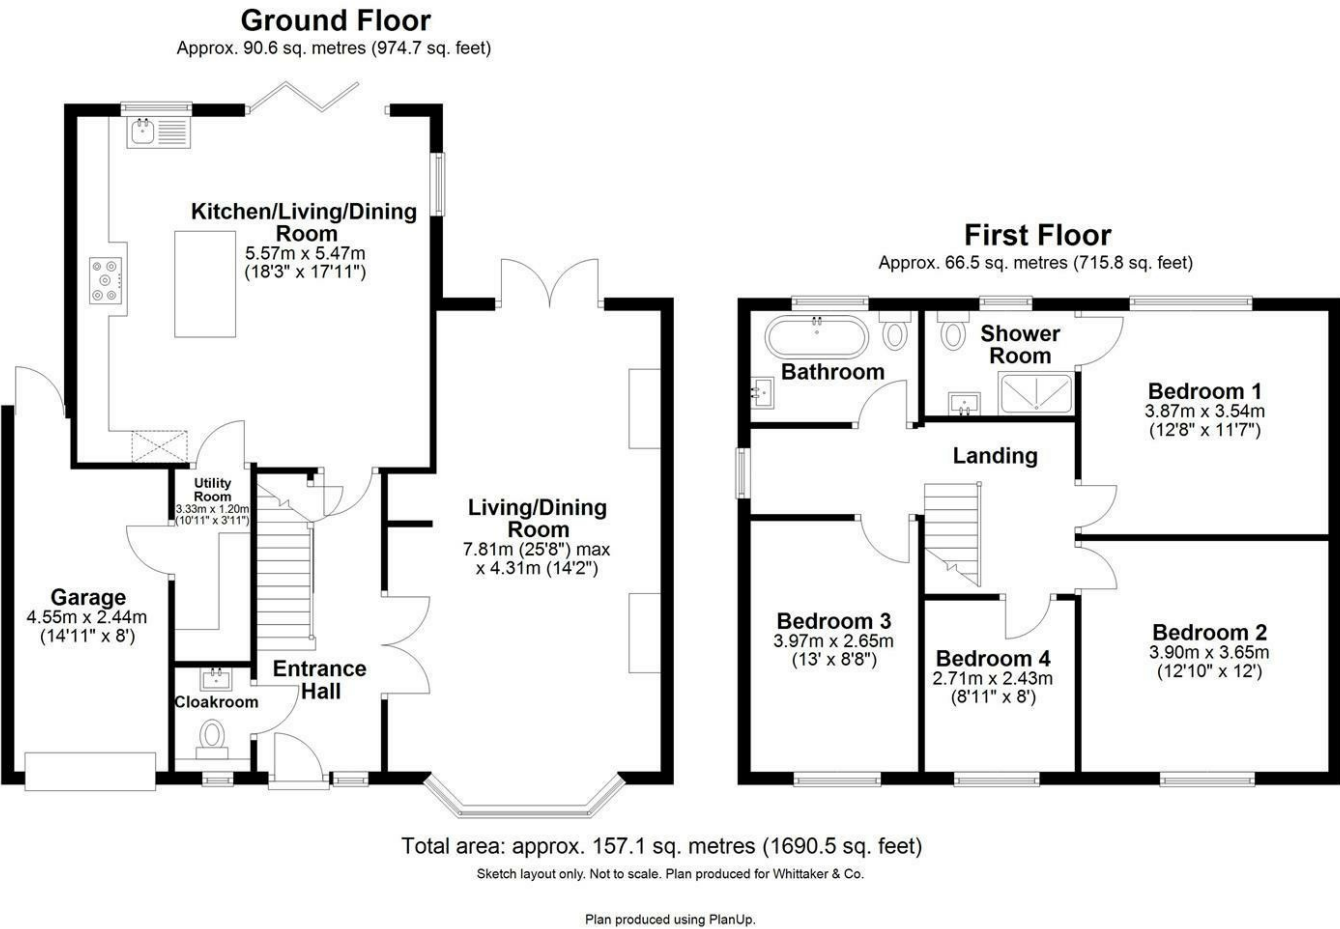 Ground Floor
Approx. 90.6 sq. metres (974.7 sq. feet)
Kitchen/Living/Dining
Room
5.57m x 5.47m
(18'3" x 17'11")
Utility
Room
3.33m x 1.20m
(10'11" x 3'11")
Living/Dining
Room
7.81m (25'8") max
x 4.31m (14'2")
Garage
4.55m x 2.44m
(14'11" x 8')
Entrance
Hall
Cloakroom
First Floor
Approx. 66.5 sq. metres (715.8 sq. feet)
Bathroom
Shower
Room
Bedroom 1
3.87m x 3.54m
(12'8" x 11'7")
Landing
Bedroom 3
3.97m x 2.65m
(13' x 8'8")
Bedroom 4
2.71m x 2.43m
(8'11" x 8')
Bedroom 2
3.90m x 3.65m
(12'10" x 12')
Total area: approx. 157.1 sq. metres (1690.5 sq. feet)
Sketch layout only. Not to scale. Plan produced for Whittaker & Co.
Plan produced using PlanUp.